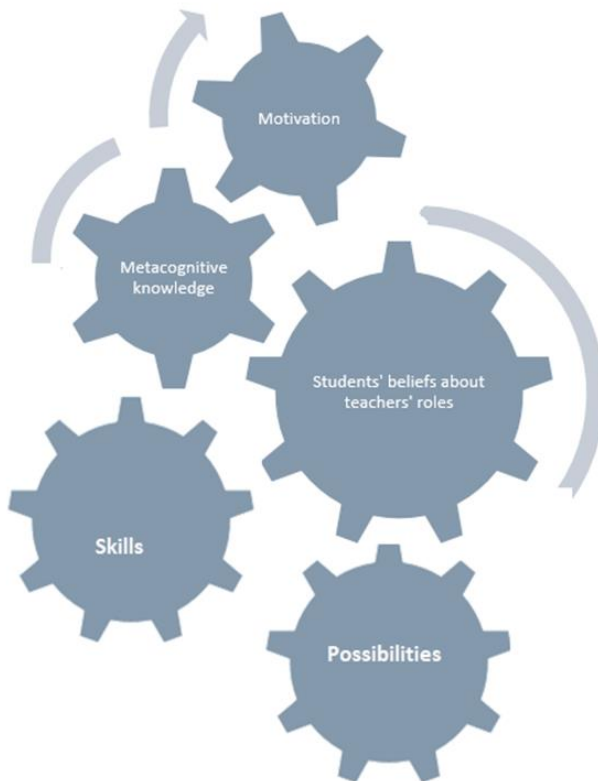 Motivation
Metacognitive
knowledge
Students' beliefs about
teachers' roles
Skills
Possibilities